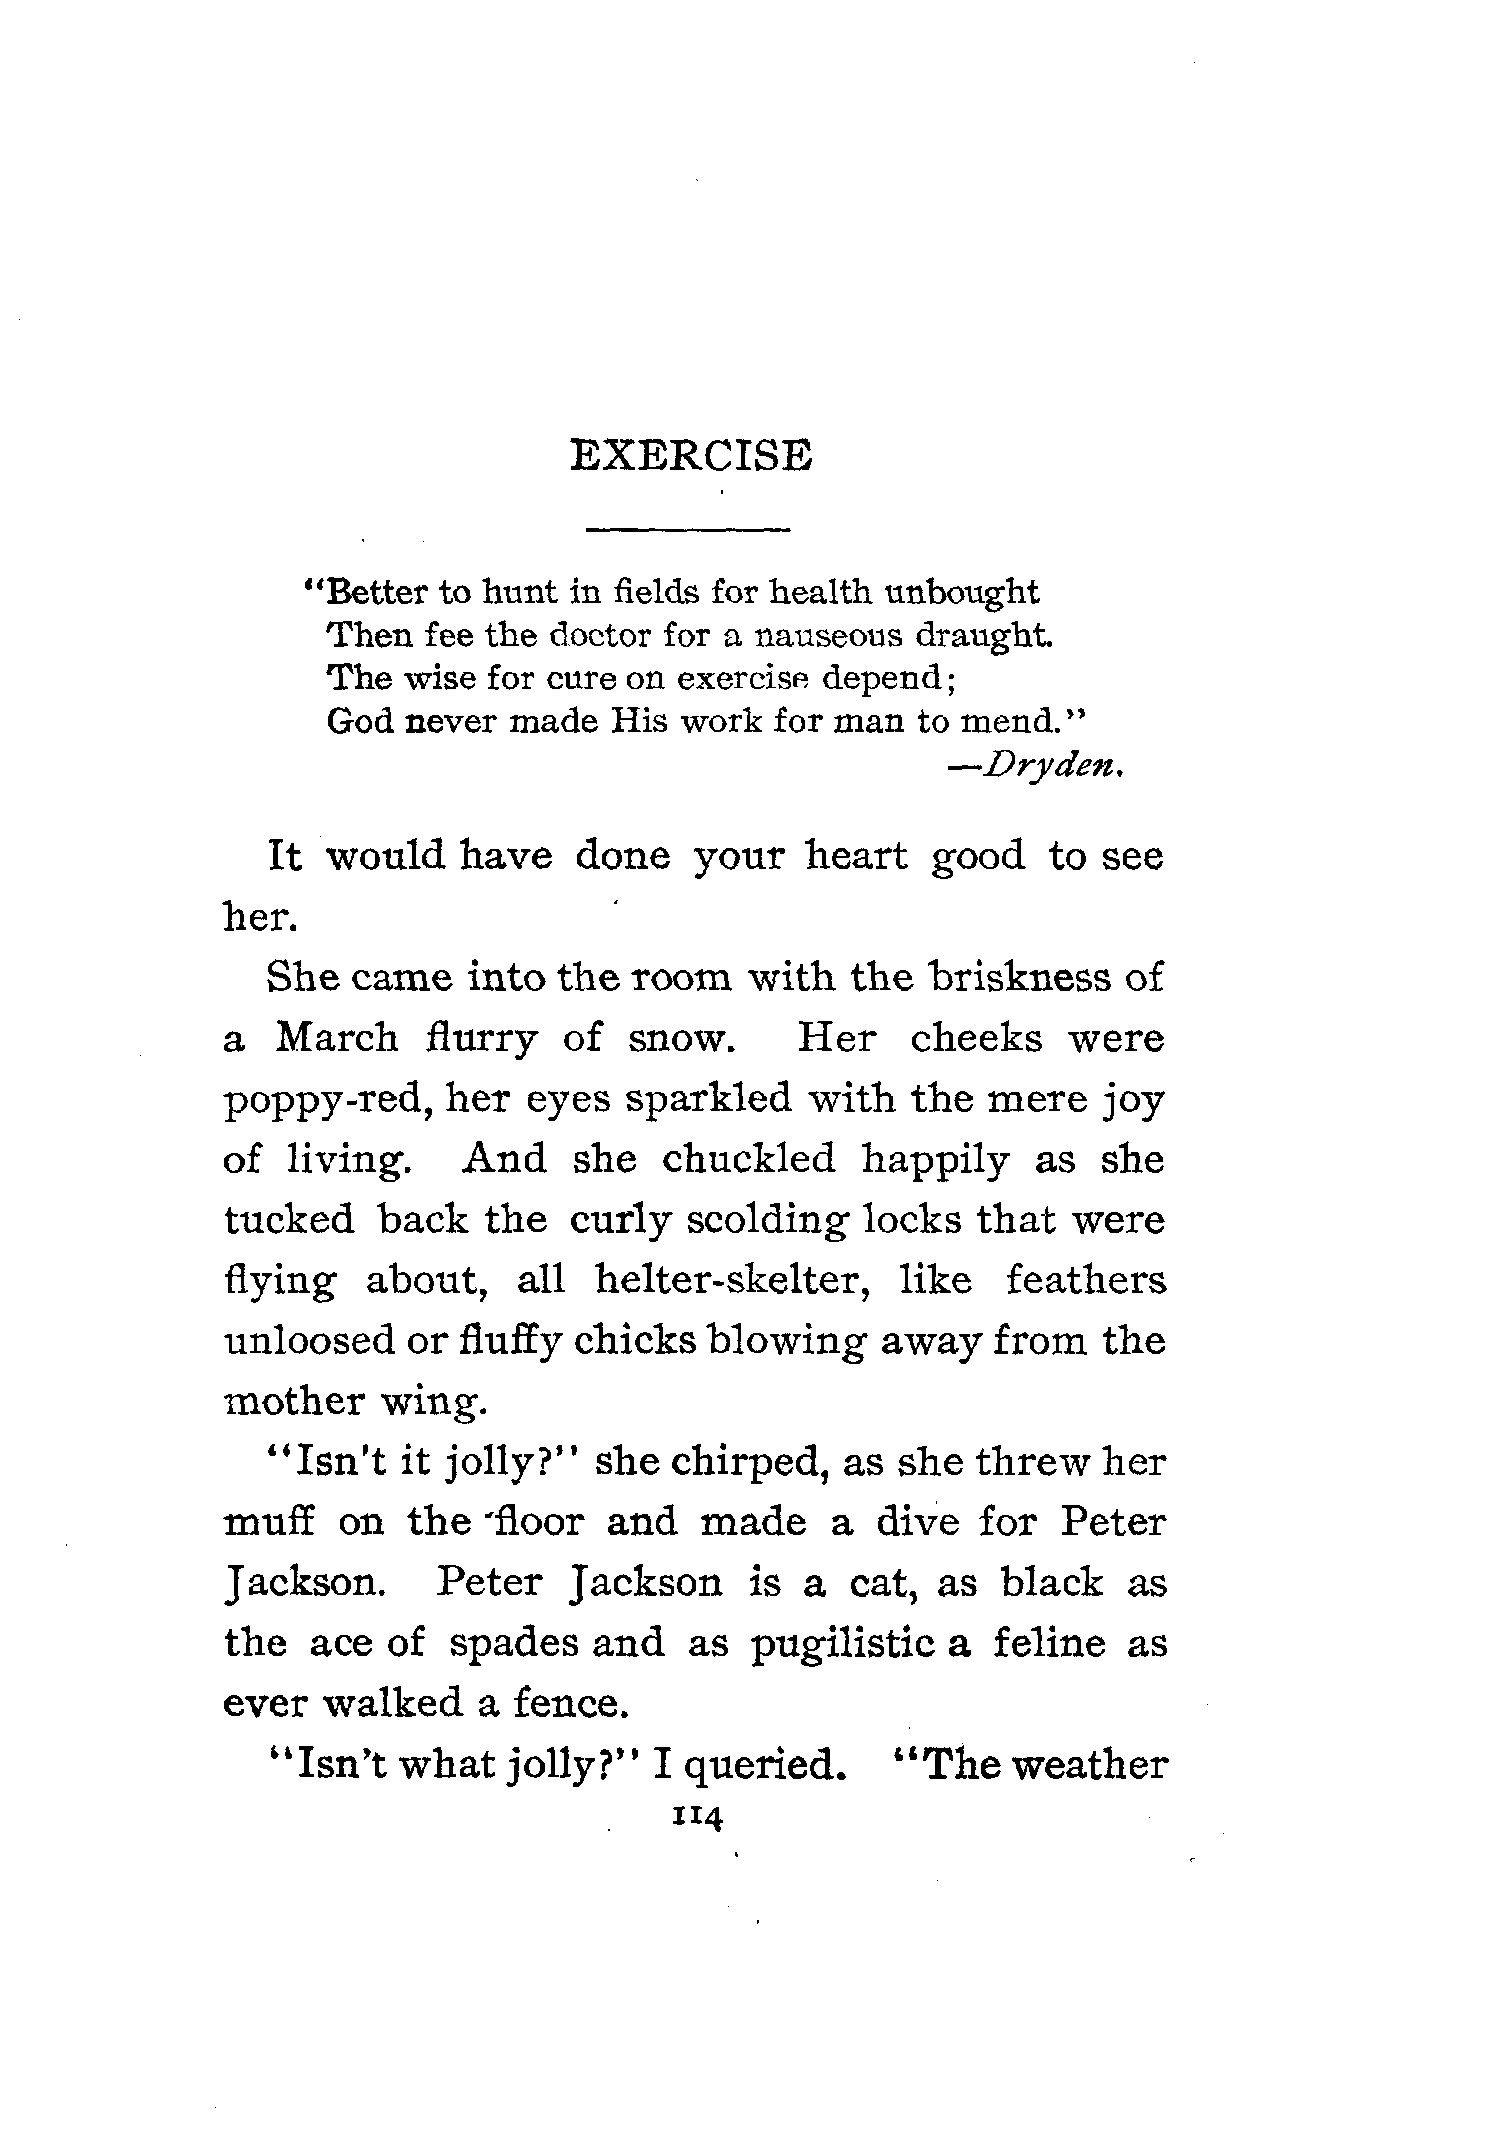 EXERCISE
"Better to hunt in fields for health unbought
Then fee the doctor for a nauseous draught.
The wise for cure on exercise depend;
God never made His work for man to mend."
—Dryden.
It would have done your heart good to see
her.
She came into the room with the briskness of
a March flurry of snow. Her cheeks were
poppy-red, her eyes sparkled with the mere joy
of living. And she chuckled happily as she
tucked back the curly scolding locks that were
flying about, all helter-skelter, like feathers
unloosed or fluffy chicks blowing away from the
mother wing.
"Isn't it jolly?" she chirped, as she threw her
muff on the floor and made a dive for Peter
Jackson. Peter Jackson is a cat, as black as
the ace of spades and as pugilistic a feline as
ever walked a fence.
"Isn't what jolly?" I queried. "The weather
114